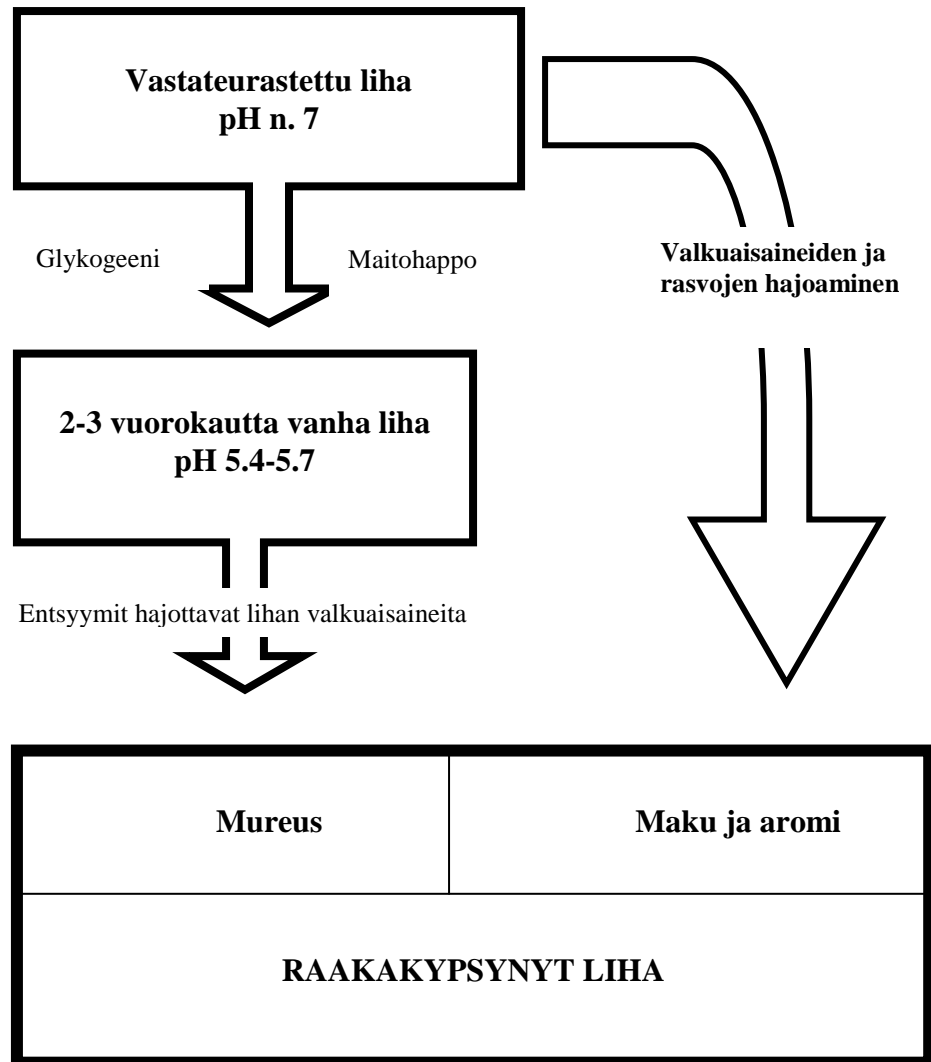 Vastateurastettu liha
pH n. 7
Glykogeeni
Maitohappo
Valkuaisaineiden ja
rasvojen hajoaminen
2-3 vuorokautta vanha liha
pH 5.4-5.7
Entsyymit hajottavat lihan valkuaisaineita
Mureus
Maku ja aromi
RAAKAKYPSYNYT LIHA